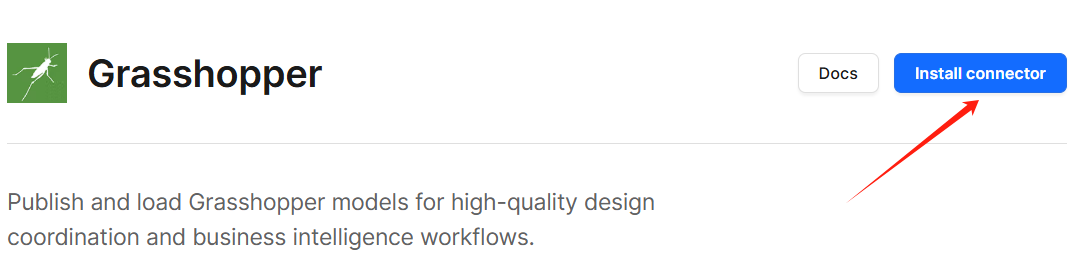 Grasshopper
Docs
Install connector
Publish and load Grasshopper models for high-quality design
coordination and business intelligence workflows.